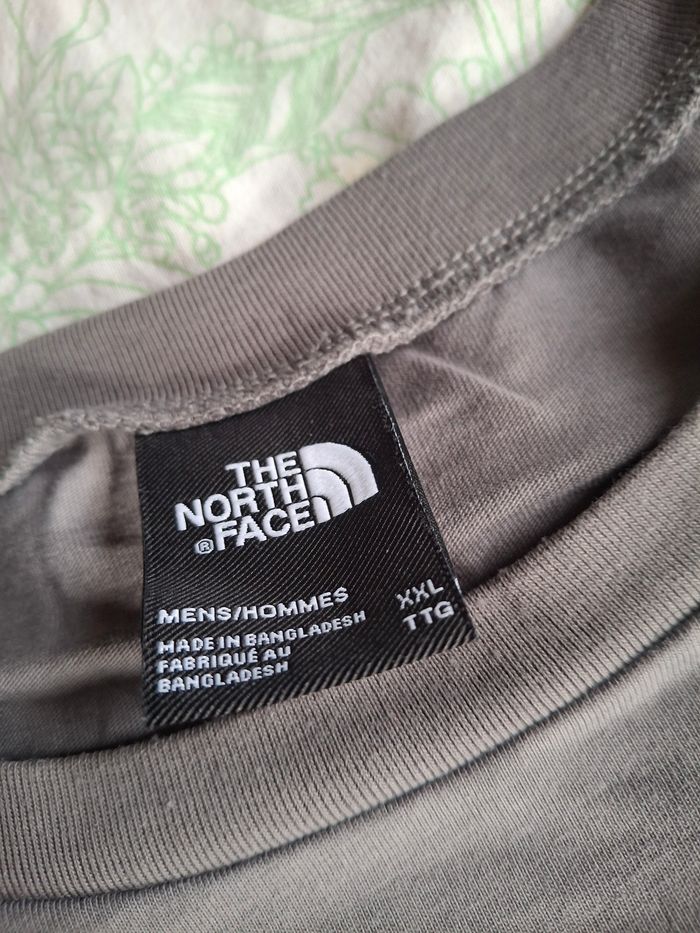 THE
NORTH
® FACE
MENS/HOMMES
XXL
TTG
MADE IN BANGLADESH
FABRIQUÉ AU
BANGLADESH